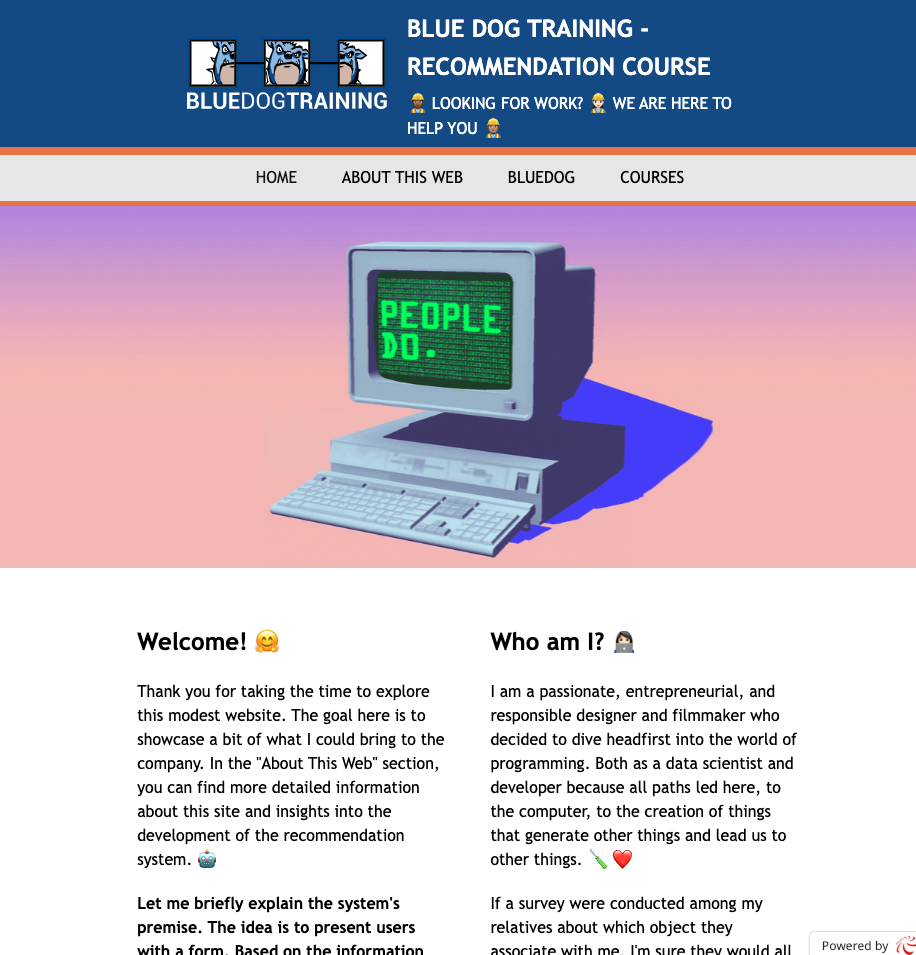 BLUE DOG TRAINING -
RECOMMENDATION COURSE
BLUEDOGTRAINING
👷🏾 LOOKING FOR WORK? 👷🏻 WE ARE HERE TO
HELP YOU 👷🏽
HOME
ABOUT THIS WEB
BLUEDOG
COURSES
PEOPLE
DO.
Welcome! 🤗
Thank you for taking the time to explore
this modest website. The goal here is to
showcase a bit of what I could bring to the
company. In the "About This Web" section,
you can find more detailed information
about this site and insights into the
development of the recommendation
system. 🤖
Let me briefly explain the system's
premise. The idea is to present users
with a form. Based on the information
Who am I? 👩🏻‍💻
I am a passionate, entrepreneurial, and
responsible designer and filmmaker who
decided to dive headfirst into the world of
programming. Both as a data scientist and
developer because all paths led here, to
the computer, to the creation of things
that generate other things and lead us to
other things. 🪛 ❤️
If a survey were conducted among my
relatives about which object they
associate with me, I'm sure they would all
Powered by